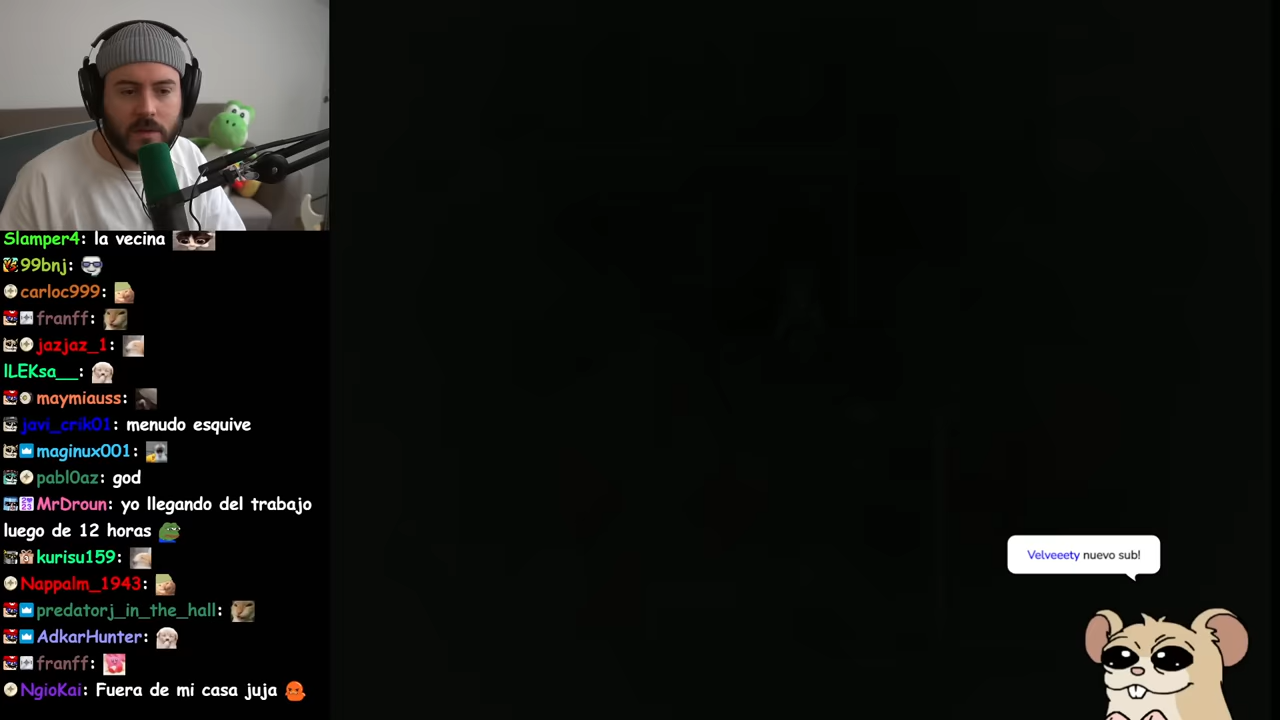 Slamper4: la vecina
99bnj:
carloc999:
franff:
jazjaz_1:
lLEKsa__:
maymiauss:
javi_crik01: menudo esquive
maginux001:
pabl0az: god
MrDroun: yo llegando del trabajo
luego de 12 horas
kurisu159:
Nappalm_1943:
predatorj_in_the_hall:
AdkarHunter:
franff:
NgioKai: Fuera de mi casa juja
Velveeety nuevo sub!